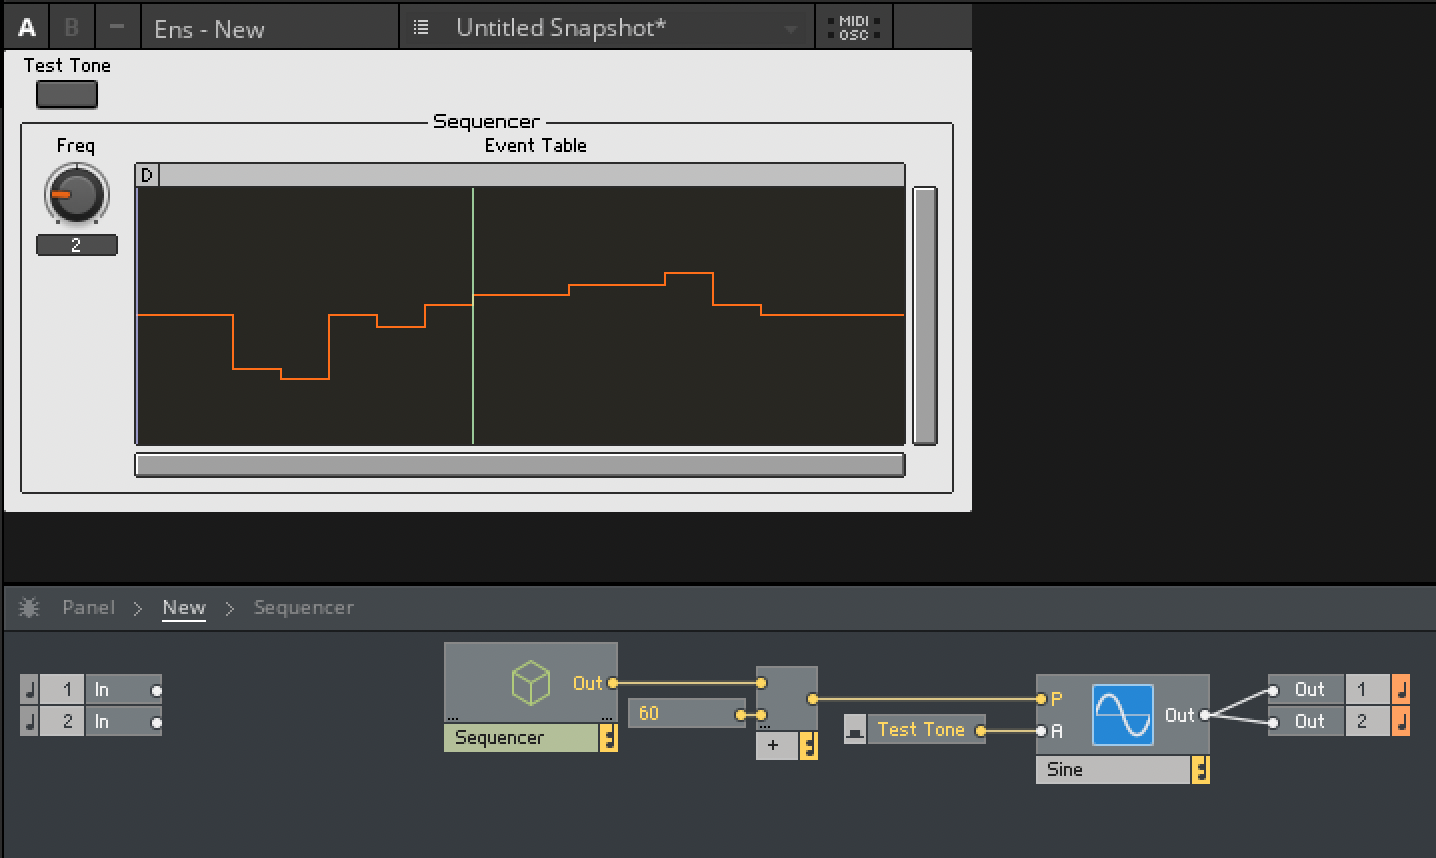 A B – Ens - New Untitled Snapshot* MIDI OSC
Test Tone
Sequencer
Freq
Event Table
D
2
Panel > New > Sequencer
1 In
2 In
Out
Sequencer
60
+
Test Tone
P
A
Out
Sine
Out 1
Out 2